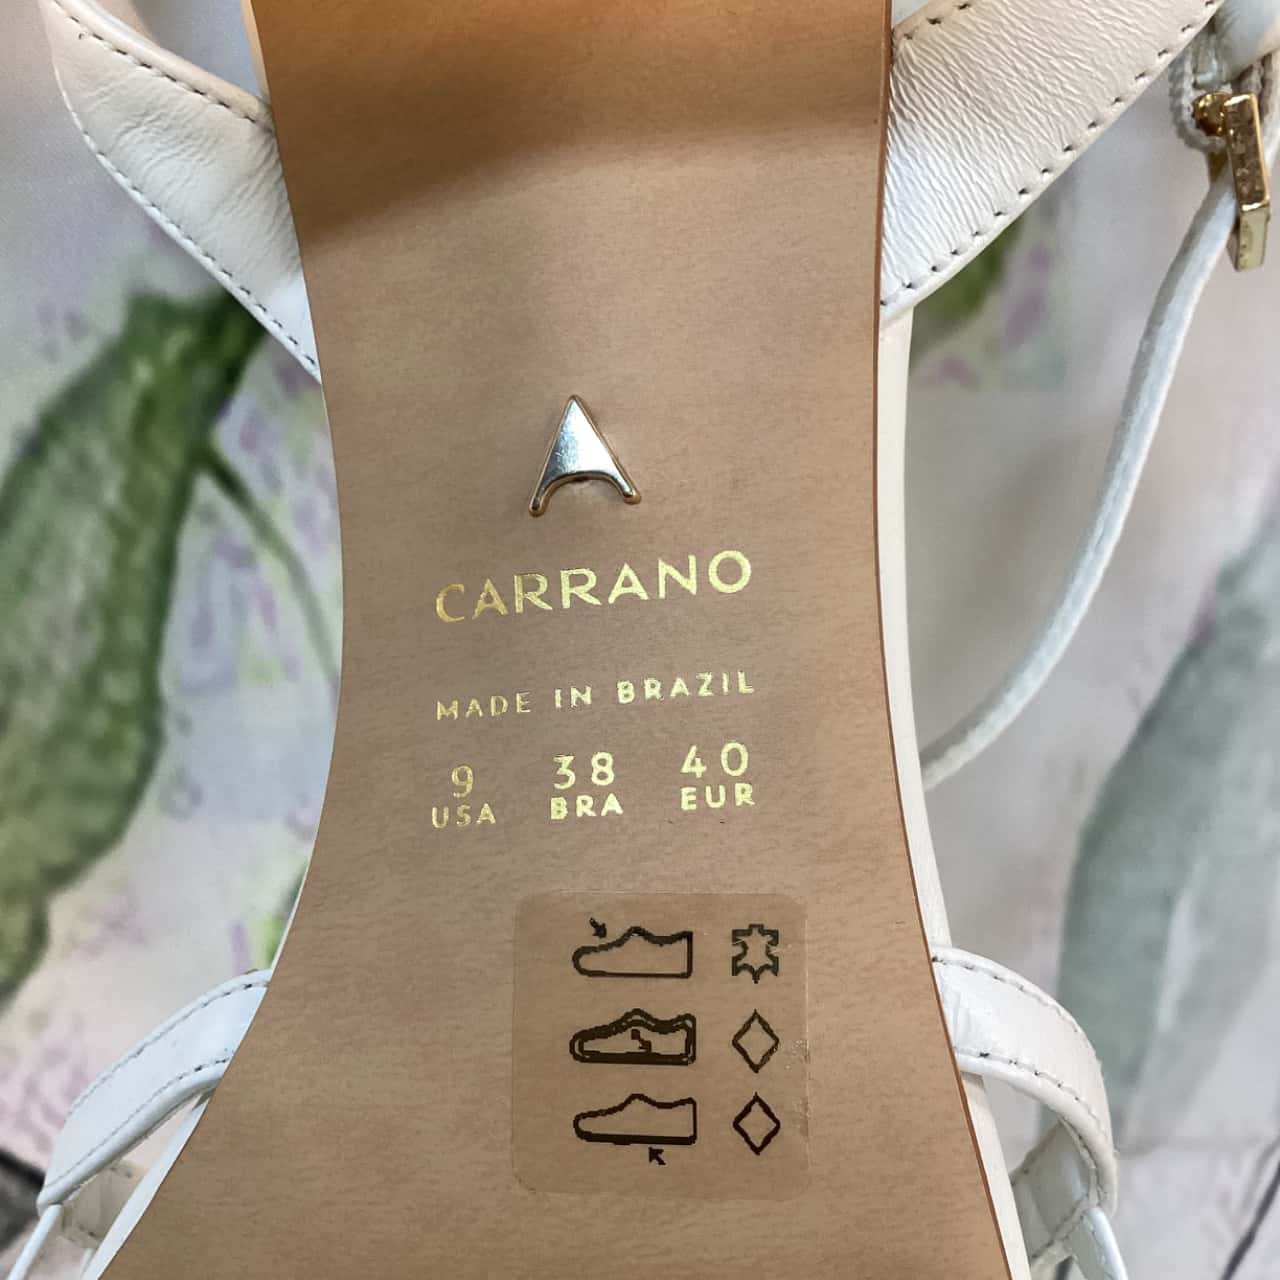 CARRANO
MADE IN BRAZIL
9 38 40
USA BRA EUR